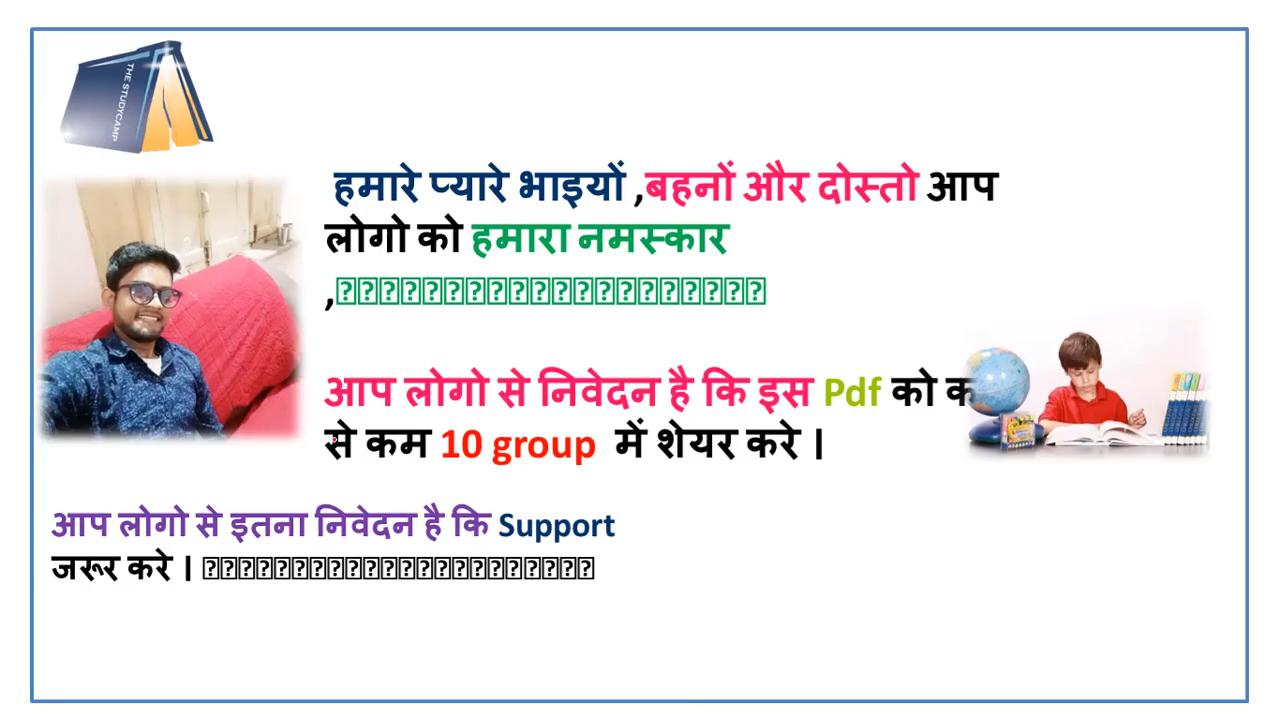 THE STUDYCAMP
हमारे प्यारे भाइयों ,बहनों और दोस्तो आप
लोगो को हमारा नमस्कार
,
आप लोगो से निवेदन है कि इस Pdf को
से कम 10 group में शेयर करे ।
आप लोगो से इतना निवेदन है कि Support
जरूर करे ।